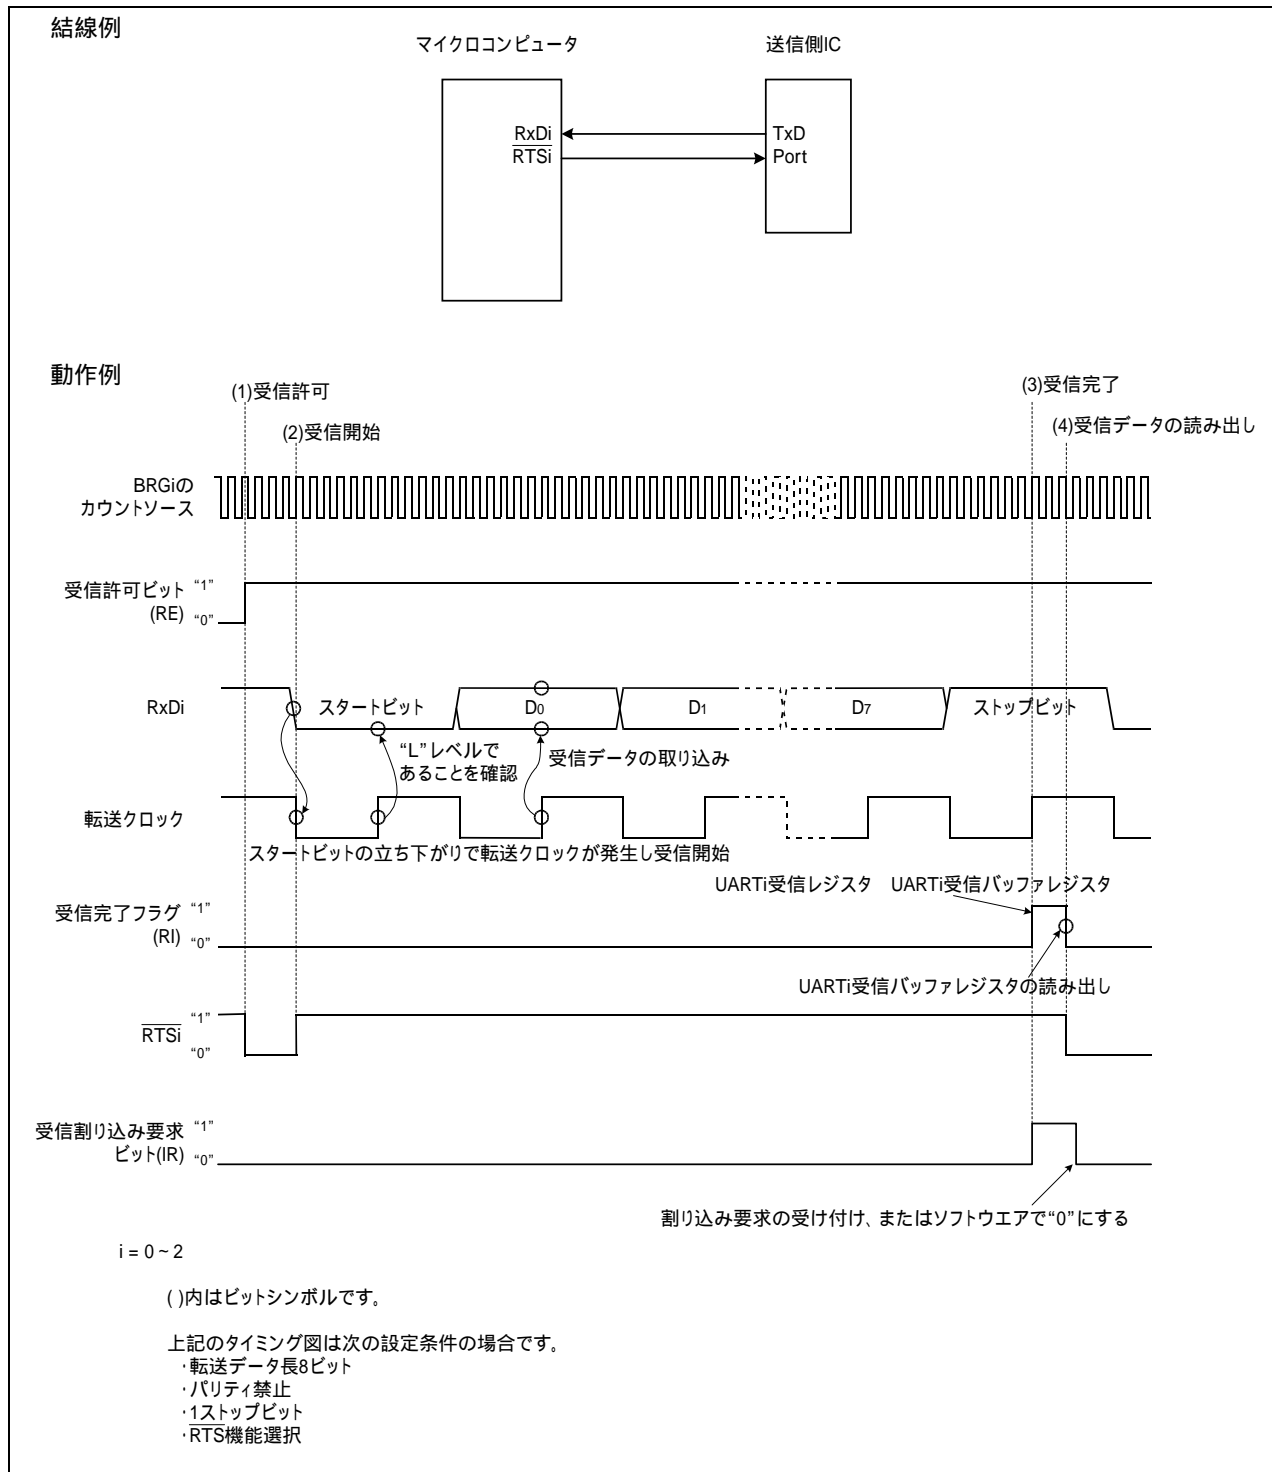 結線例
マイクロコンピュータ
送信側IC
RxDi
TxD
RTSi
Port
動作例
(1)受信許可
(3)受信完了
(2)受信開始
(4)受信データの読み出し
BRGiの
カウントソース
受信許可ビット
(RE)
“1”
“0”
RxDi
スタートビット
D0
D1
D7
ストップビット
“L”レベルで
あることを確認
受信データの取り込み
転送クロック
スタートビットの立ち下がりで転送クロックが発生し受信開始
UARTi受信レジスタ UARTi受信バッファレジスタ
受信完了フラグ
(RI)
“1”
“0”
UARTi受信バッファレジスタの読み出し
RTSi
“1”
“0”
受信割り込み要求
ビット(IR)
“1”
“0”
割り込み要求の受け付け、またはソフトウエアで“0”にする
i = 0 ~ 2
( )内はビットシンボルです。
上記のタイミング図は次の設定条件の場合です。
・転送データ長8ビット
・パリティ禁止
・1ストップビット
・RTS機能選択